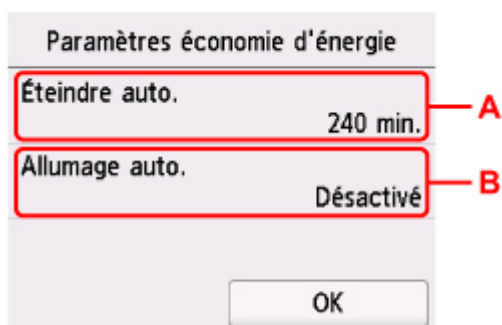 Paramètres économie d'énergie
Éteindre auto.
240 min.
A
Allumage auto.
Désactivé
B
OK